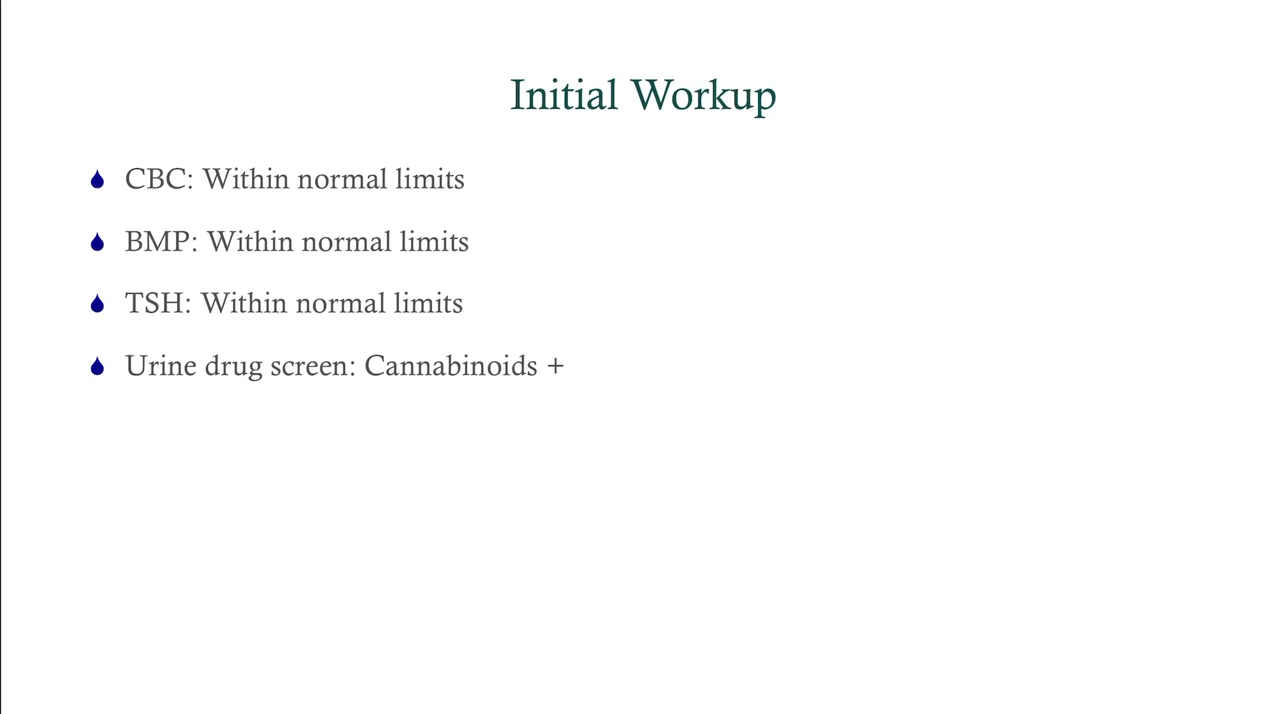 Initial Workup
CBC: Within normal limits
BMP: Within normal limits
TSH: Within normal limits
Urine drug screen: Cannabinoids +